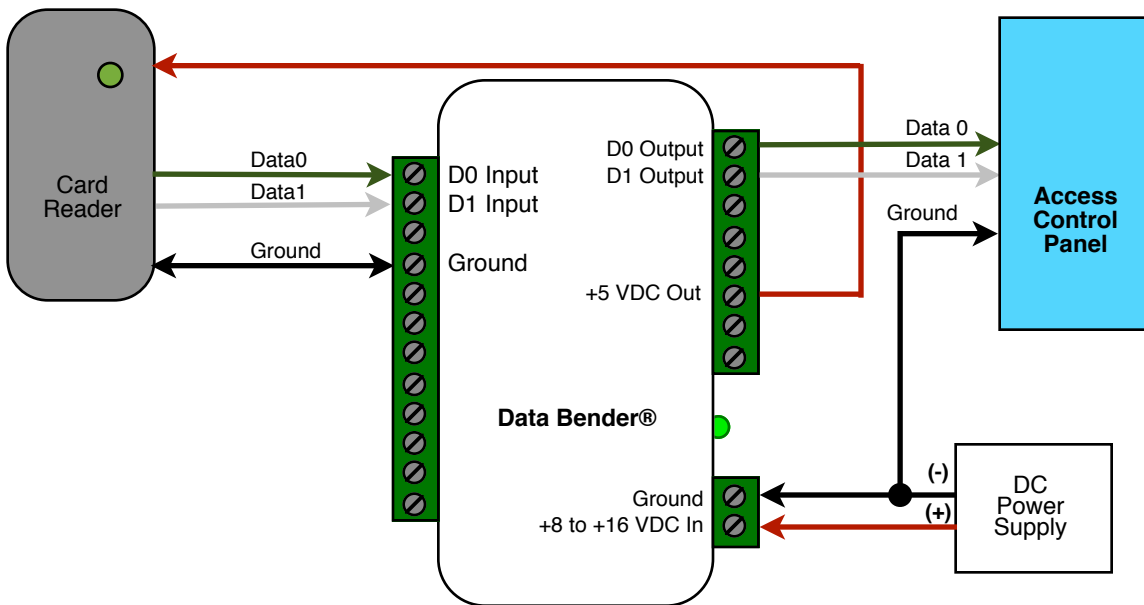 Card
Reader
Data0
Data1
Ground
D0 Input
D1 Input
Ground
D0 Output
D1 Output
+5 VDC Out
Data Bender®
Ground
+8 to +16 VDC In
Data 0
Data 1
Ground
Access
Control
Panel
(-)
(+)
DC
Power
Supply